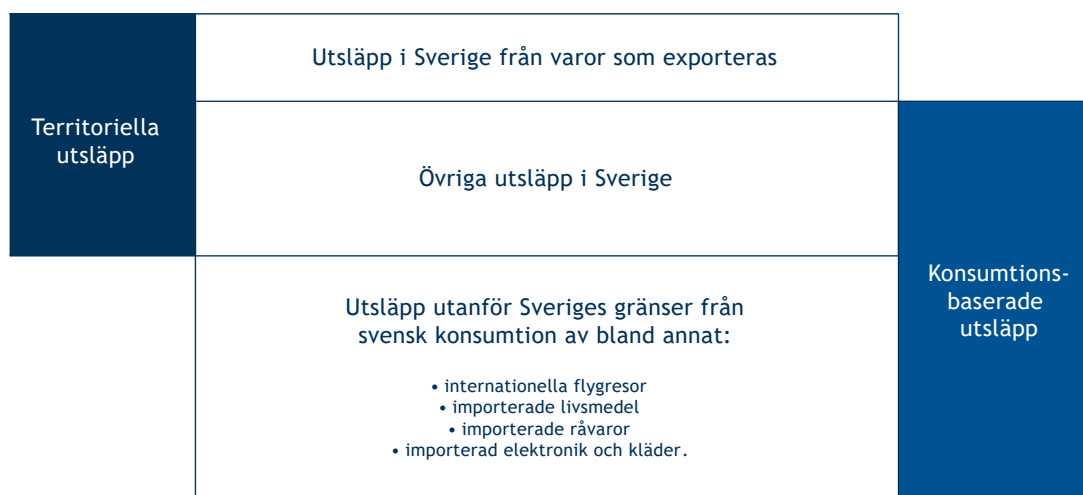 Utsläpp i Sverige från varor som exporteras
Territoriella
utsläpp
Övriga utsläpp i Sverige
Utsläpp utanför Sveriges gränser från
svensk konsumtion av bland annat:
• internationella flygresor
• importerade livsmedel
• importerade råvaror
• importerad elektronik och kläder.
Konsumtions-
baserade
utsläpp